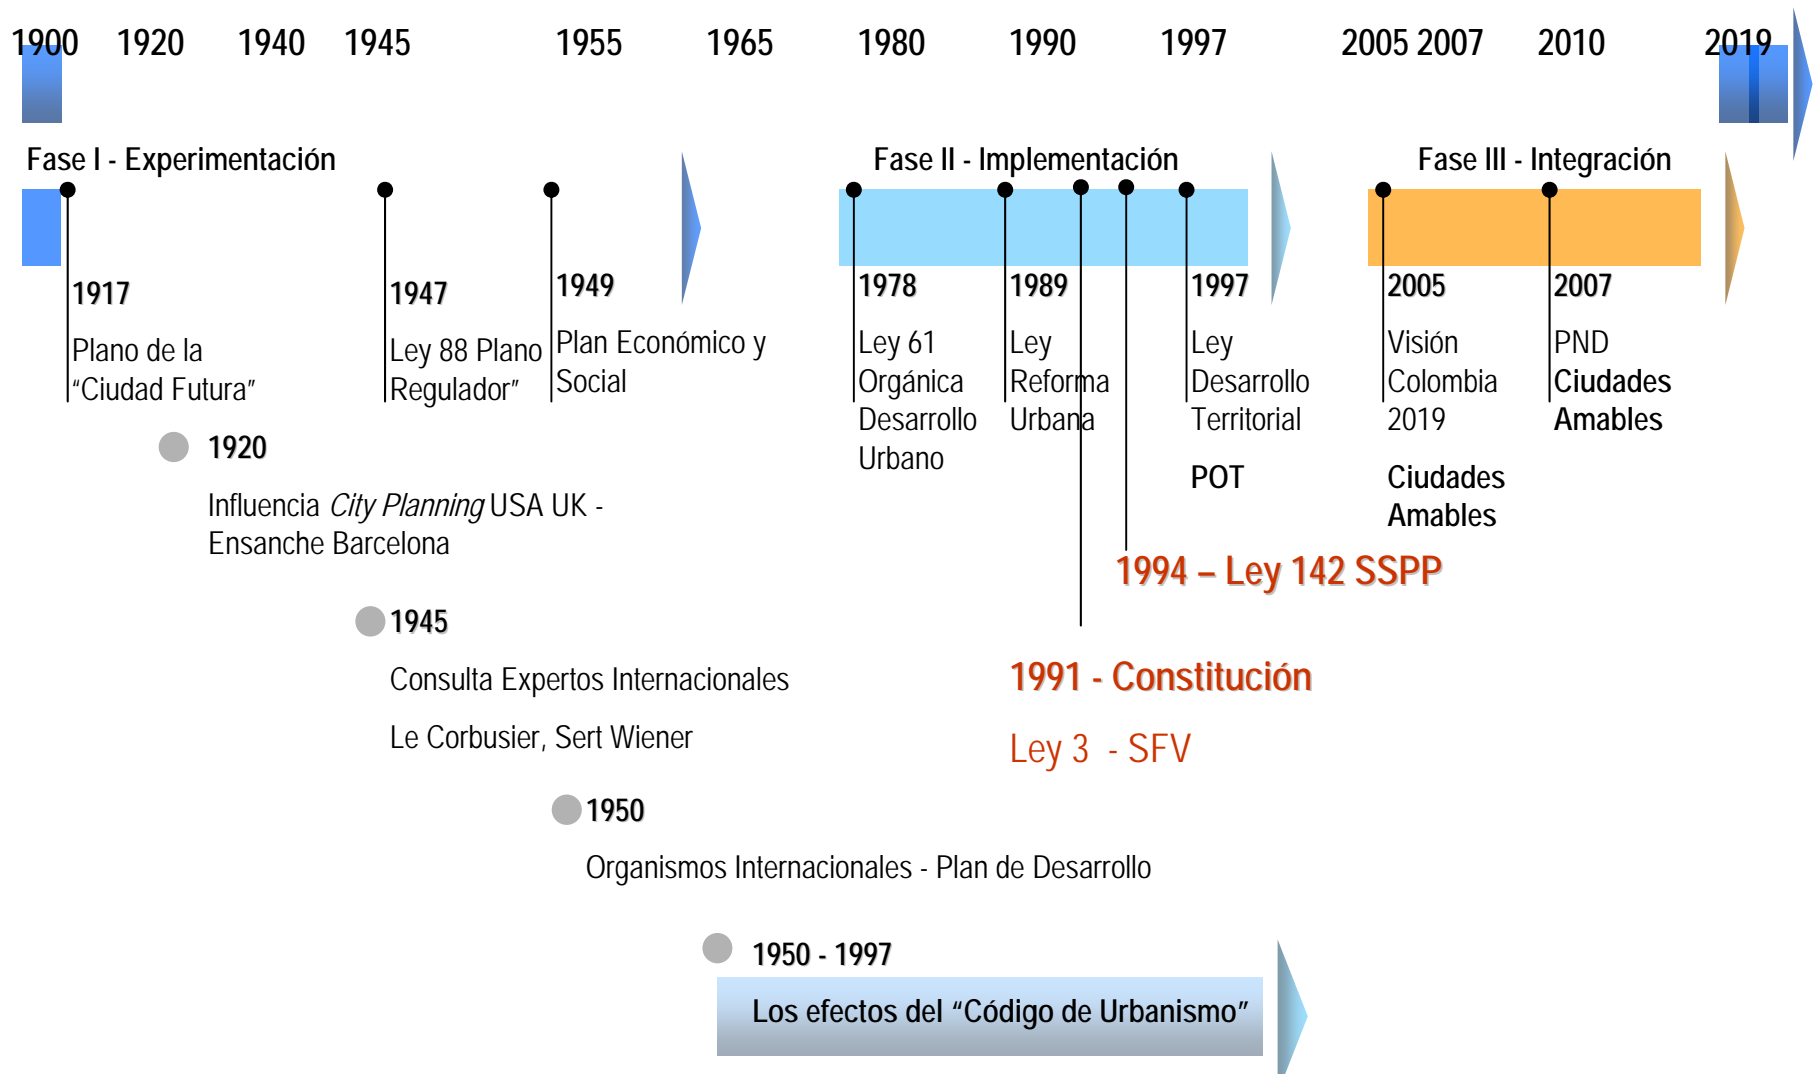 1900 1920 1940 1945 1955 1965 1980 1990 1997 2005 2007 2010 2019
Fase I - Experimentación
Fase II - Implementación
Fase III - Integración
1917
Plano de la
“Ciudad Futura”
1947
Ley 88 Plano
Regulador”
1949
Plan Económico y
Social
1978
Ley 61
Orgánica
Desarrollo
Urbano
1989
Ley
Reforma
Urbana
1997
Ley
Desarrollo
Territorial
POT
2005
Visión
Colombia
2019
Ciudades
Amables
2007
PND
Ciudades
Amables
1920
Influencia City Planning USA UK -
Ensanche Barcelona
1994 – Ley 142 SSPP
1945
Consulta Expertos Internacionales
Le Corbusier, Sert Wiener
1991 - Constitución
Ley 3 - SFV
1950
Organismos Internacionales - Plan de Desarrollo
1950 - 1997
Los efectos del “Código de Urbanismo”